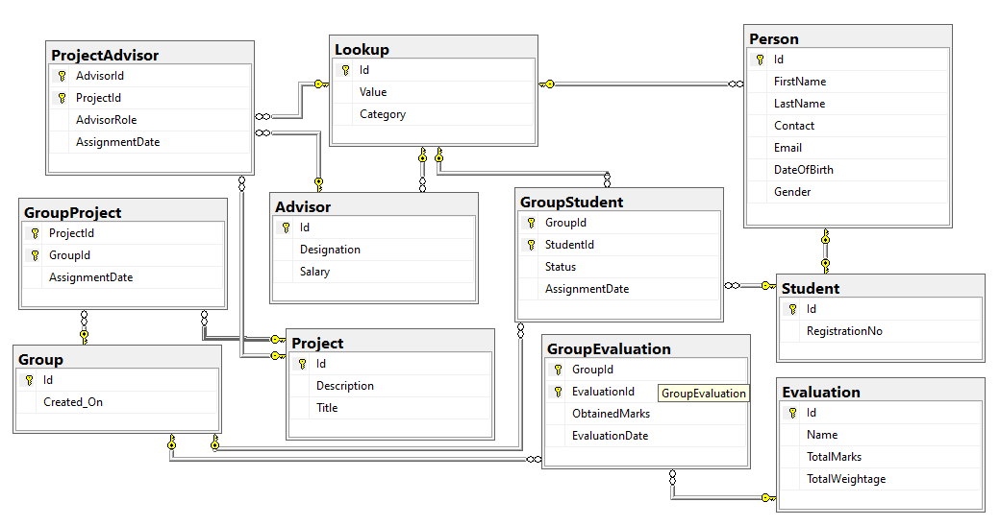 ProjectAdvisor
AdvisorId
ProjectId
AdvisorRole
AssignmentDate
Lookup
Id
Value
Category
Person
Id
FirstName
LastName
Contact
Email
DateOfBirth
Gender
GroupProject
ProjectId
GroupId
AssignmentDate
Advisor
Id
Designation
Salary
GroupStudent
GroupId
StudentId
Status
AssignmentDate
Student
Id
RegistrationNo
Group
Id
Created_On
Project
Id
Description
Title
GroupEvaluation
GroupId
EvaluationId
GroupEvaluation
ObtainedMarks
EvaluationDate
Evaluation
Id
Name
TotalMarks
TotalWeightage